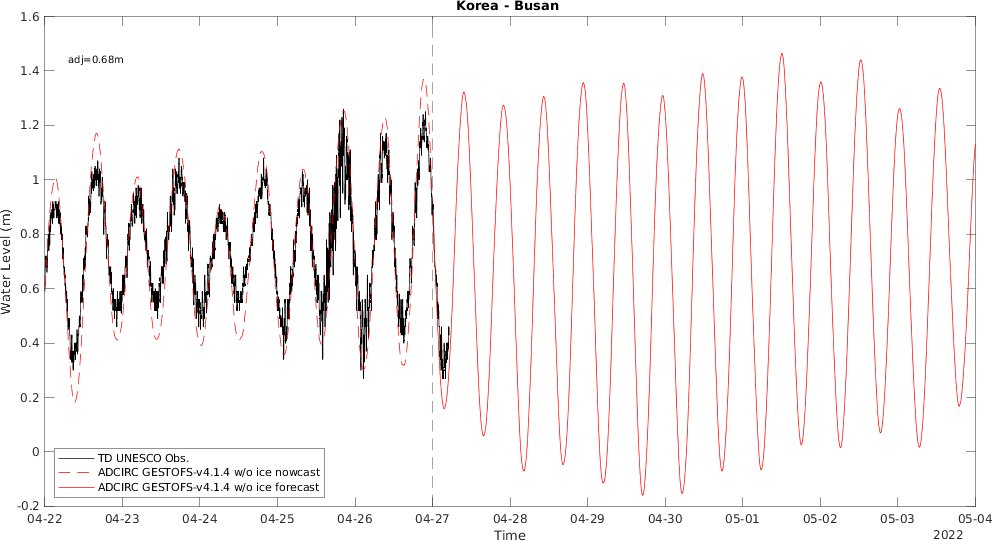 Korea - Busan
1.6
1.4
1.2
1
0.8
0.6
0.4
0.2
0
-0.2
Water Level (m)
adj=0.68m
TD UNESCO Obs.
ADCIRC GESTOFS-v4.1.4 w/o ice nowcast
ADCIRC GESTOFS-v4.1.4 w/o ice forecast
04-22 04-23 04-24 04-25 04-26 04-27 04-28 04-29 04-30 05-01 05-02 05-03 05-04
Time
2022